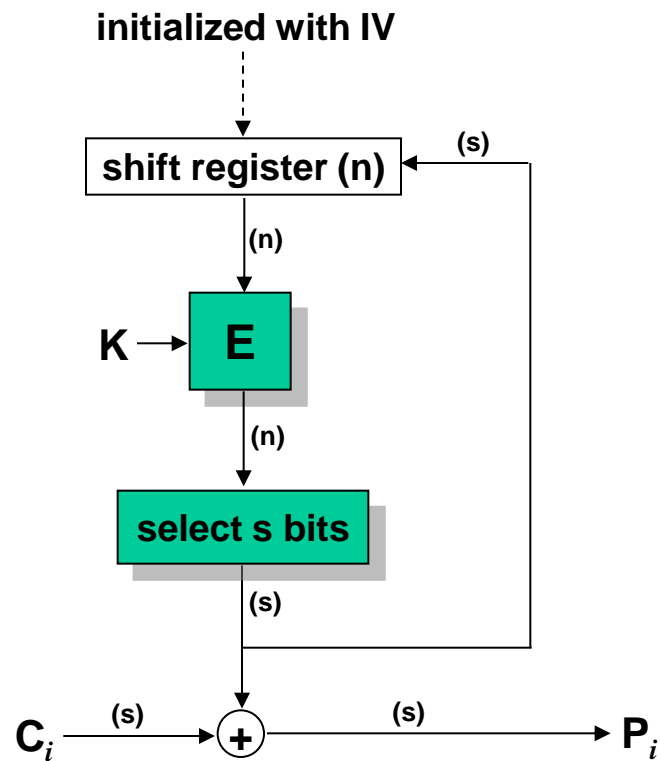 initialized with IV
(s)
shift register (n)
(n)
K
E
(n)
select s bits
(s)
(s)
(s)
C𝑖
+
P𝑖